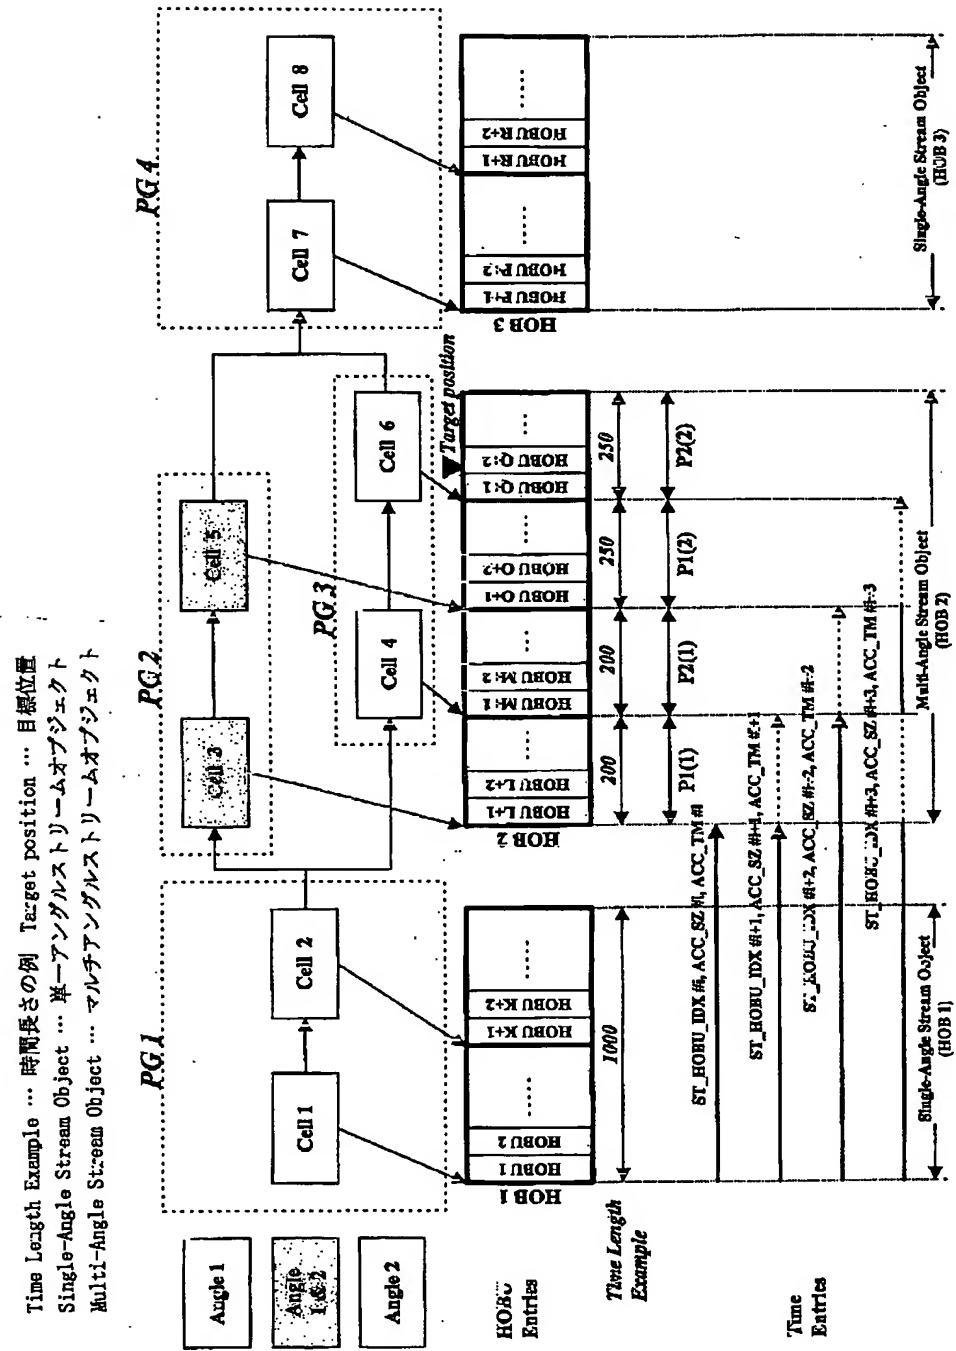 Time Length Example … 時間長さの例 Target position … 目標位置
Single-Angle Stream Object … 単一アングルストリームオブジェクト
Multi-Angle Stream Object … マルチアングルストリームオブジェクト
Angle 1
Angle
1 & 2
Angle 2
PG 1
Cell 1
Cell 2
PG 2
Cell 3
Cell 5
PG 3
Cell 4
Cell 6
PG 4
Cell 7
Cell 8
Target position
HOBU
Entries
HOB 1
HOBU 1
HOBU 2
......
HOBU K+1
HOBU K+2
......
HOB 2
HOBU L+1
HOBU L+2
...
HOBU M+1
HOBU M+2
...
HOBU O+1
HOBU O+2
...
HOBU Q+1
HOBU Q+2
...
HOB 3
HOBU P+1
HOBU P+2
......
HOBU R+1
HOBU R+2
......
Time Length
Example
1000
200
200
250
250
P1(1)
P2(1)
P1(2)
P2(2)
Time
Entries
ST_HOBU_IDX #i, ACC_SZ #i, ACC_TM #i
ST_HOBU_IDX #i+1, ACC_SZ #i+1, ACC_TM #i+1
ST_HOBU_IDX #i+2, ACC_SZ #i+2, ACC_TM #i+2
ST_HOBU_IDX #i+3, ACC_SZ #i+3, ACC_TM #i+3
Single-Angle Stream Object
(HOB 1)
Multi-Angle Stream Object
(HOB 2)
Single-Angle Stream Object
(HOB 3)